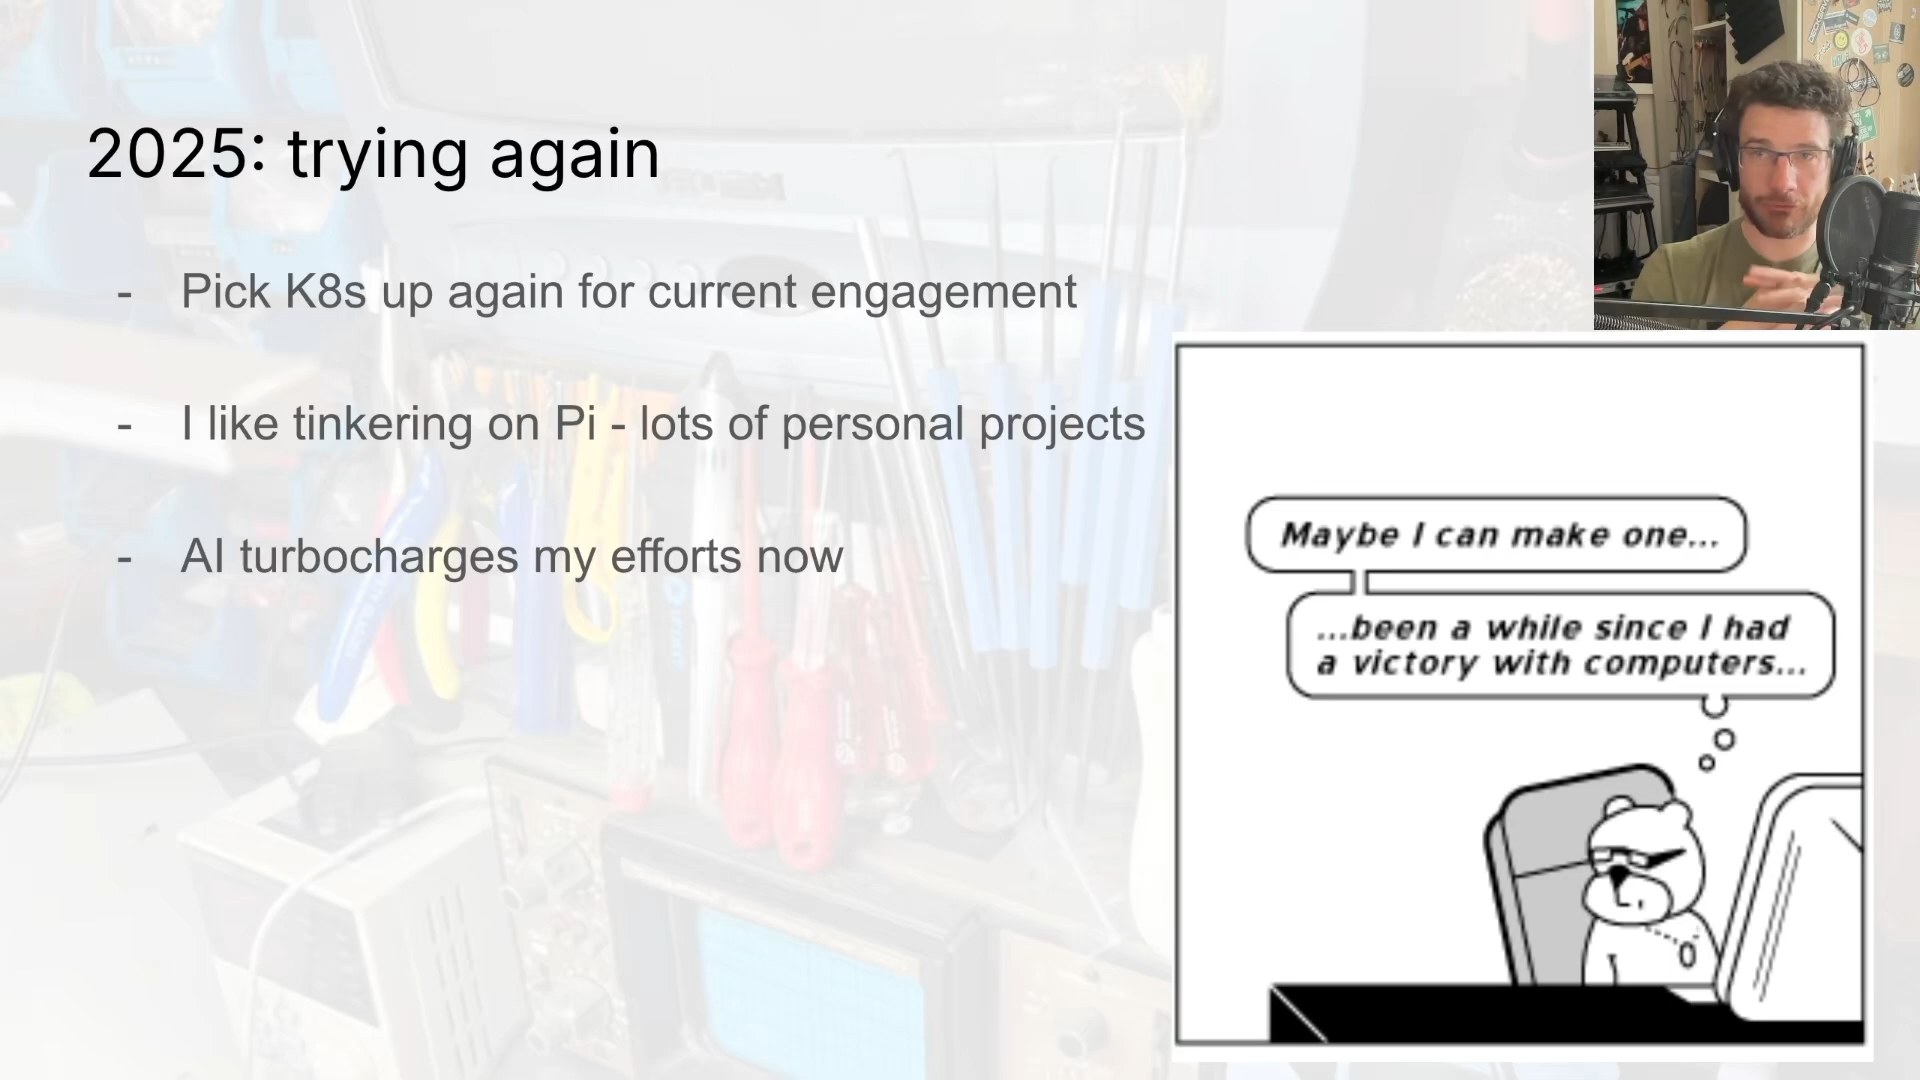 2025: trying again
- Pick K8s up again for current engagement
- I like tinkering on Pi - lots of personal projects
- AI turbocharges my efforts now
Maybe I can make one...
...been a while since I had
a victory with computers...